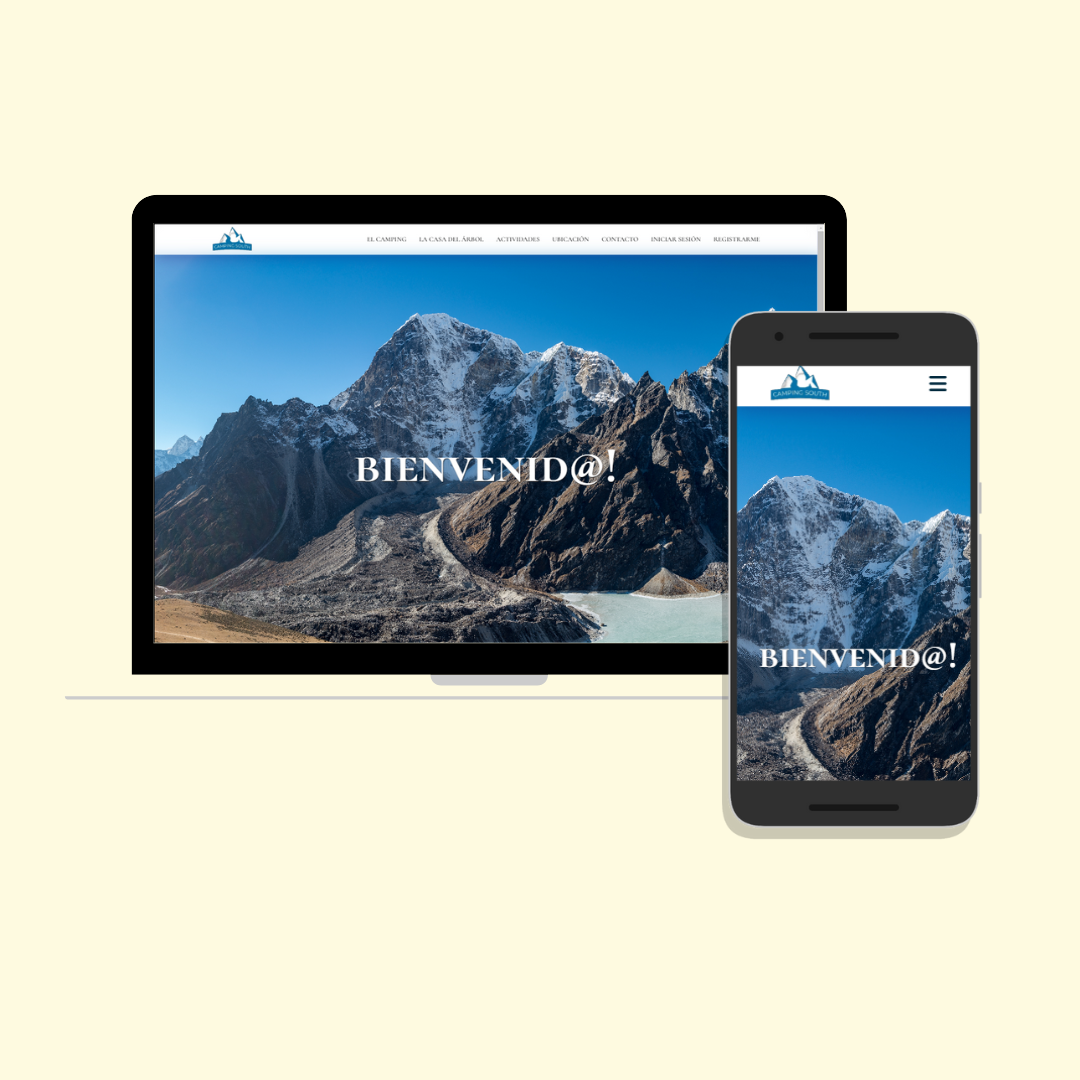 CAMPING SOUTH
EL CAMPING LA CASA DEL ÁRBOL ACTIVIDADES UBICACIÓN CONTACTO INICIAR SESIÓN REGISTRARME
BIENVENID@!
CAMPING SOUTH
BIENVENID@!